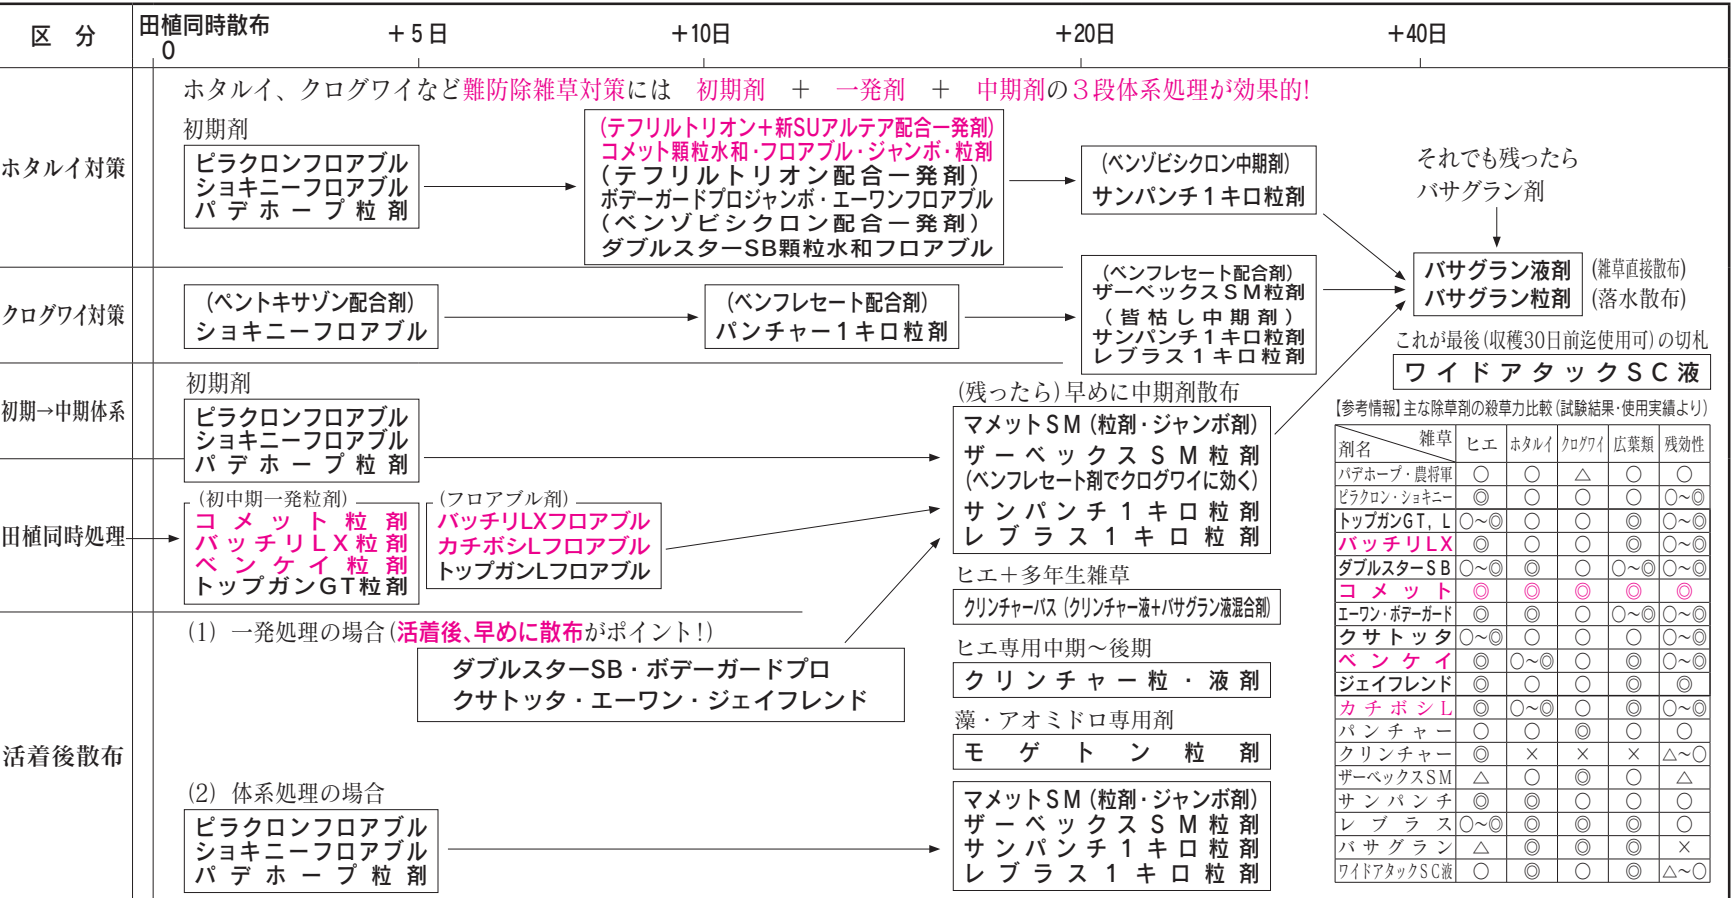 区 分
田植同時散布
0
+5日
+10日
+20日
+40日
ホタルイ、クログワイなど難防除雑草対策には 初期剤 + 一発剤 + 中期剤の3段体系処理が効果的!
ホタルイ対策
初期剤
ピラクロンフロアブル
ショキニーフロアブル
パデホープ粒剤
(テフリルトリオン+新SUアルテア配合一発剤)
コメット顆粒水和・フロアブル・ジャンボ・粒剤
(テフリルトリオン配合一発剤)
ボデーガードプロジャンボ・エーワンフロアブル
(ベンゾビシクロン配合一発剤)
ダブルスターSB顆粒水和フロアブル
(ベンゾビシクロン中期剤)
サンパンチ1キロ粒剤
それでも残ったら
バサグラン剤
バサグラン液剤 (雑草直接散布)
バサグラン粒剤 (落水散布)
クログワイ対策
(ペントキサゾン配合剤)
ショキニーフロアブル
(ベンフレセート配合剤)
パンチャー1キロ粒剤
(ベンフレセート配合剤)
ザーベックスSM粒剤
(皆枯し中期剤)
サンパンチ1キロ粒剤
レブラス1キロ粒剤
これが最後(収穫30日前迄使用可)の切札
ワイドアタックSC液
初期→中期体系
初期剤
ピラクロンフロアブル
ショキニーフロアブル
パデホープ粒剤
(残ったら)早めに中期剤散布
マメットSM(粒剤・ジャンボ剤)
ザーベックスSM粒剤
(ベンフレセート剤でクログワイに効く)
サンパンチ1キロ粒剤
レブラス1キロ粒剤
田植同時処理
(初中期一発粒剤)
コメット粒剤
バッチリLX粒剤
ベンケイ粒剤
トップガンGT粒剤
(フロアブル剤)
バッチリLXフロアブル
カチボシLフロアブル
トップガンLフロアブル
ヒエ+多年生雑草
クリンチャーバス(クリンチャー液+バサグラン液混合剤)
ヒエ専用中期〜後期
クリンチャー粒・液剤
藻・アオミドロ専用剤
モゲトン粒剤
活着後散布
(1) 一発処理の場合(活着後、早めに散布がポイント!)
ダブルスターSB・ボデーガードプロ
クサトッタ・エーワン・ジェイフレンド
(2) 体系処理の場合
ピラクロンフロアブル
ショキニーフロアブル
パデホープ粒剤
マメットSM(粒剤・ジャンボ剤)
ザーベックスSM粒剤
サンパンチ1キロ粒剤
レブラス1キロ粒剤
【参考情報】主な除草剤の殺草力比較(試験結果・使用実績より)
剤名 雑草 ヒエ ホタルイ クログワイ 広葉類 残効性
パデホープ・農将軍 ○ ○ △ ○ ○
ピラクロン・ショキニー ◎ ○ ○ ○ ○〜◎
トップガンGT, L ○〜◎ ○ ○ ◎ ○〜◎
バッチリLX ◎ ○ ○ ◎ ○〜◎
ダブルスターSB ○〜◎ ◎ ○ ○〜◎ ○〜◎
コメット ◎ ◎ ◎ ◎ ◎
エーワン・ボデーガード ◎ ◎ ○ ○〜◎ ○〜◎
クサトッタ ○〜◎ ○ ○ ○ ○〜◎
ベンケイ ◎ ○〜◎ ○ ◎ ○〜◎
ジェイフレンド ◎ ○ ○ ◎ ◎
カチボシL ◎ ○〜◎ ○ ◎ ○〜◎
パンチャー ○ ○ ◎ ○ ○
クリンチャー ◎ × × × △〜○
ザーベックスSM △ ○ ◎ ○ △
サンパンチ ◎ ◎ ○ ○ ○
レブラス ○〜◎ ◎ ◎ ◎ ○
バサグラン △ ◎ ◎ ◎ ×
ワイドアタックSC液 ○ ◎ ○ ◎ △〜○